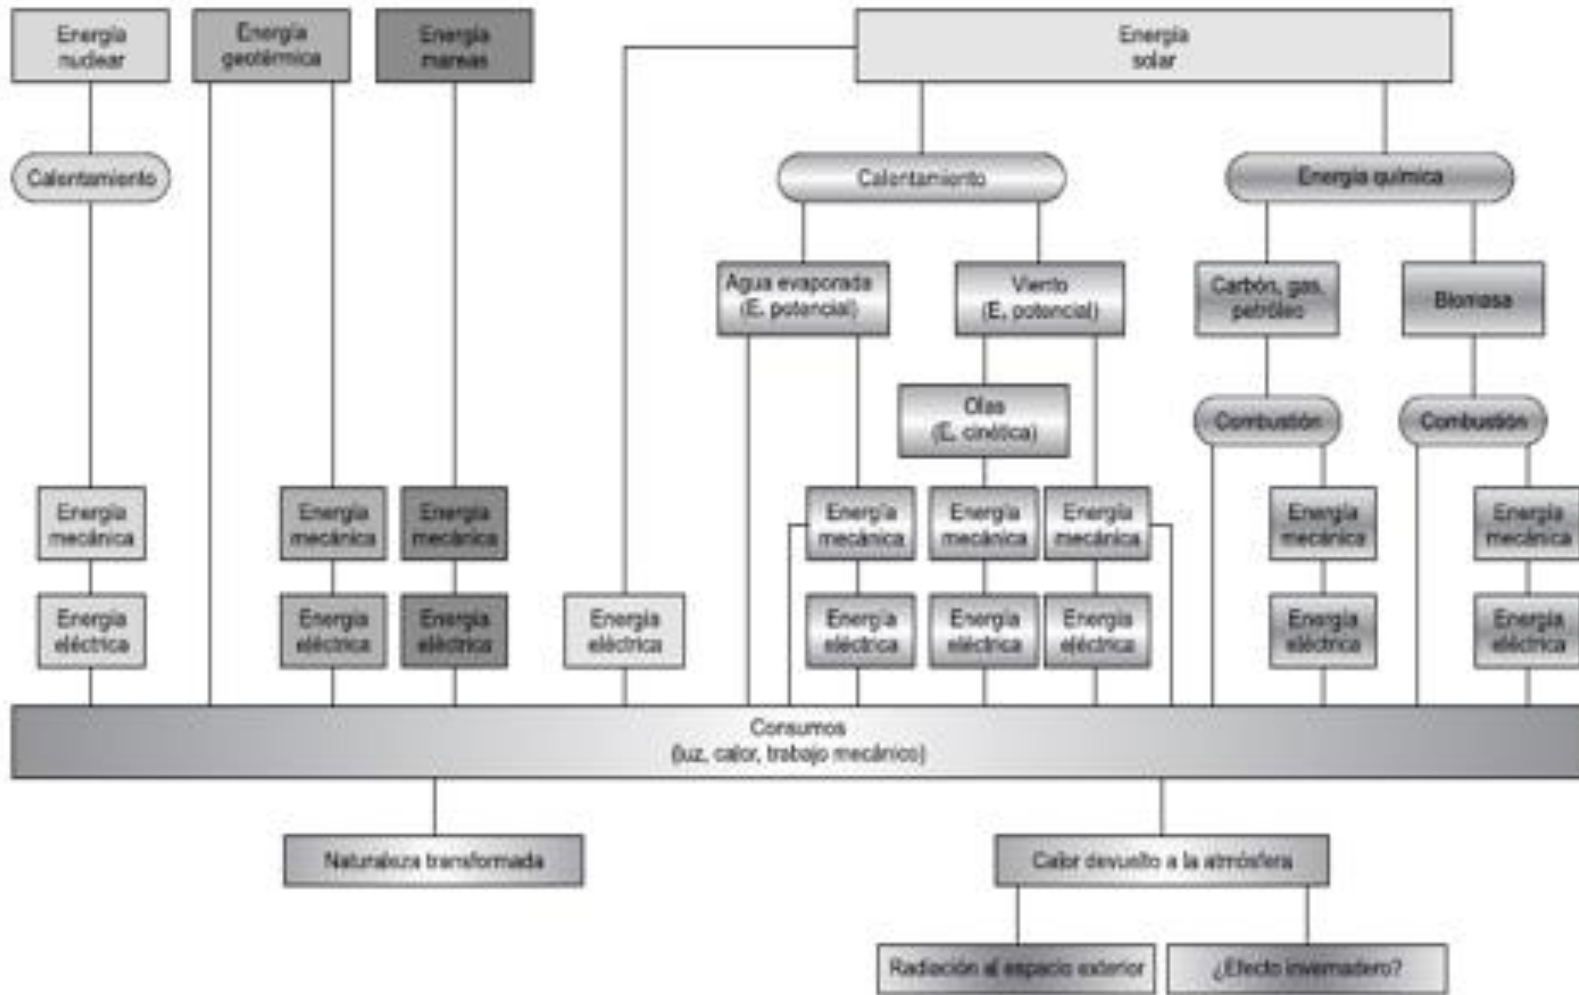 Energía
nuclear
Energía
geotérmica
Energía
mareas
Energía
solar
Calentamiento
Calentamiento
Energía química
Agua evaporada
(E. potencial)
Viento
(E. potencial)
Carbón, gas,
petróleo
Biomasa
Olas
(E. cinética)
Combustión
Combustión
Energía
mecánica
Energía
mecánica
Energía
mecánica
Energía
mecánica
Energía
mecánica
Energía
mecánica
Energía
mecánica
Energía
mecánica
Energía
eléctrica
Energía
eléctrica
Energía
eléctrica
Energía
eléctrica
Energía
eléctrica
Energía
eléctrica
Energía
eléctrica
Energía
eléctrica
Energía
eléctrica
Consumos
(luz, calor, trabajo mecánico)
Naturaleza transformada
Calor devuelto a la atmósfera
Radiación al espacio exterior
¿Efecto invernadero?